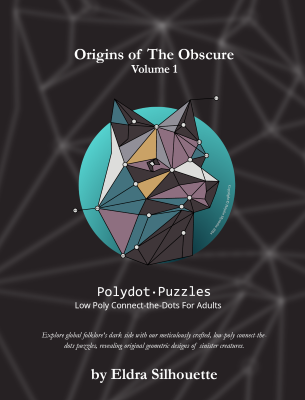 Origins of The Obscure
Volume 1
Polydot·Puzzles
Low Poly Connect-the-Dots For Adults
Explore global folklore's dark side with our meticulously crafted, low-poly connect the-
dots puzzles, revealing original geometric designs of sinister creatures.
by Eldra Silhouette